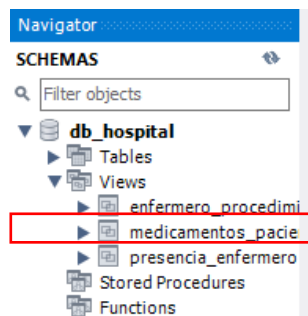 Navigator
SCHEMAS
Filter objects
db_hospital
Tables
Views
enfermero_procedimi
medicamentos_pacie
presencia_enfermero
Stored Procedures
Functions